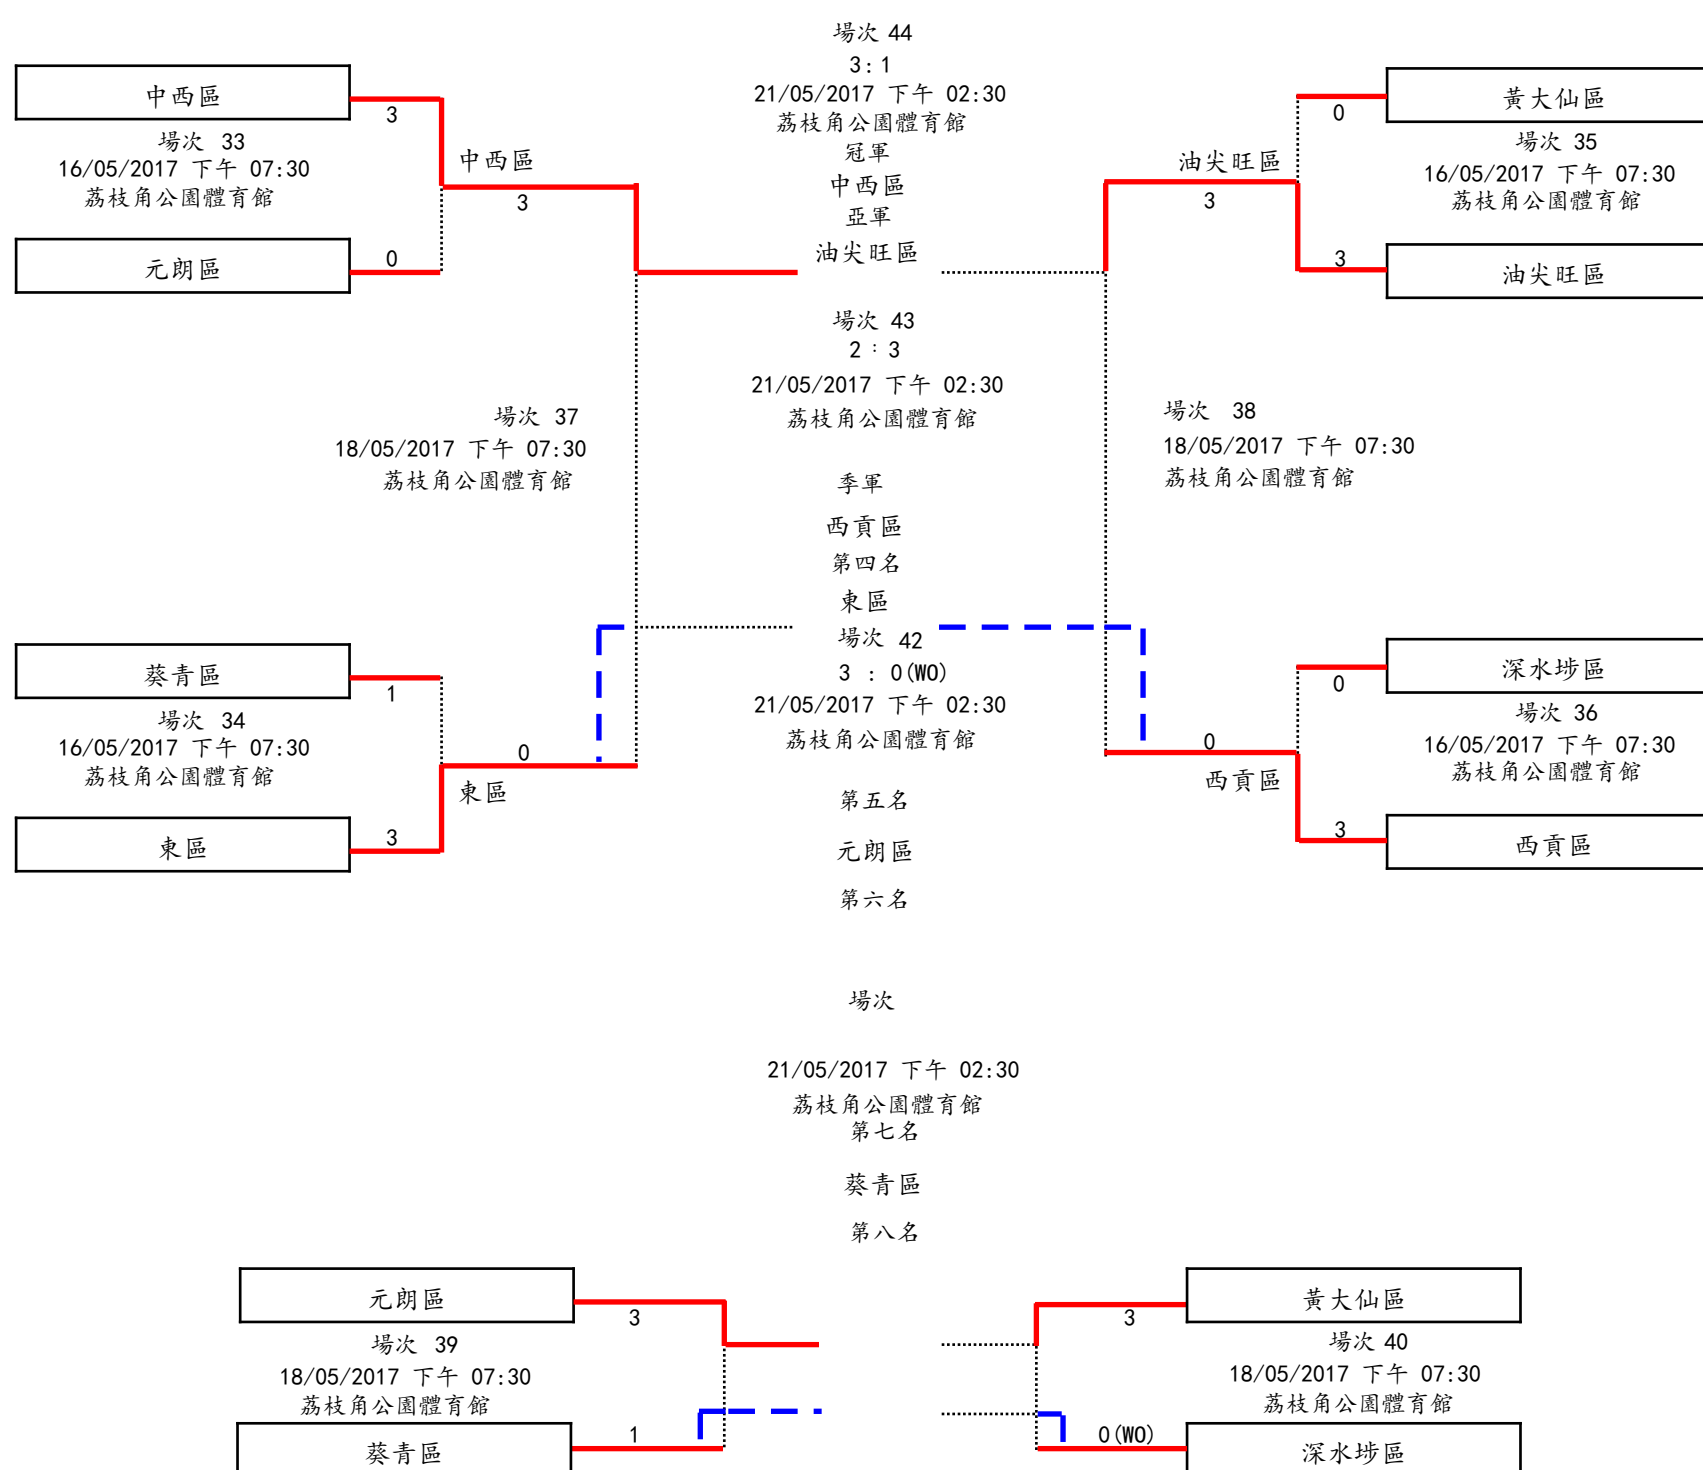 場次 44
3:1
21/05/2017 下午 02:30
荔枝角公園體育館
冠軍
中西區
亞軍
油尖旺區
中西區
3
場次 33
16/05/2017 下午 07:30
荔枝角公園體育館
元朗區
0
中西區
3
黃大仙區
0
場次 35
16/05/2017 下午 07:30
荔枝角公園體育館
油尖旺區
3
油尖旺區
3
場次 43
2 : 3
21/05/2017 下午 02:30
荔枝角公園體育館
場次 37
18/05/2017 下午 07:30
荔枝角公園體育館
場次 38
18/05/2017 下午 07:30
荔枝角公園體育館
季軍
西貢區
第四名
東區
葵青區
1
場次 34
16/05/2017 下午 07:30
荔枝角公園體育館
東區
3
0
東區
場次 42
3 : 0(WO)
21/05/2017 下午 02:30
荔枝角公園體育館
深水埗區
0
場次 36
16/05/2017 下午 07:30
荔枝角公園體育館
西貢區
3
0
西貢區
第五名
元朗區
第六名
場次
21/05/2017 下午 02:30
荔枝角公園體育館
第七名
葵青區
第八名
元朗區
3
場次 39
18/05/2017 下午 07:30
荔枝角公園體育館
葵青區
1
黃大仙區
3
場次 40
18/05/2017 下午 07:30
荔枝角公園體育館
深水埗區
0(WO)